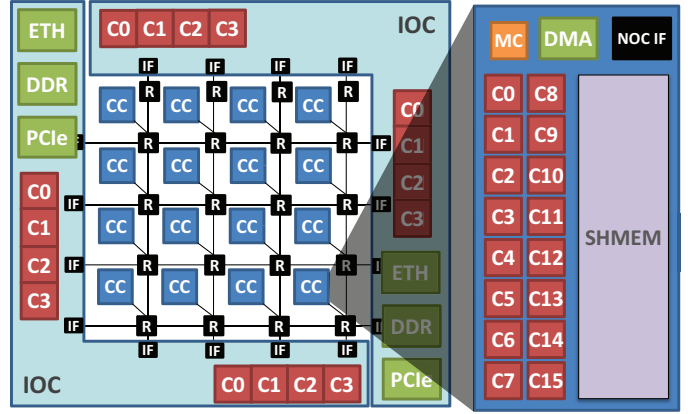 ETH
DDR
PCIe
C0
C1
C2
C3
IOC
C0 C1 C2 C3
IOC
IF IF IF IF
R R R R
CC CC CC CC
IF R R R R IF
CC CC CC CC
IF R R R R IF
CC CC CC CC
IF R R R R IF
CC CC CC CC
IF R R R R IF
IF IF IF IF
C0 C1 C2 C3
C0
C1
C2
C3
ETH
DDR
PCIe
MC DMA NOC IF
C0 C8
C1 C9
C2 C10
C3 C11
C4 C12
C5 C13
C6 C14
C7 C15
SHMEM